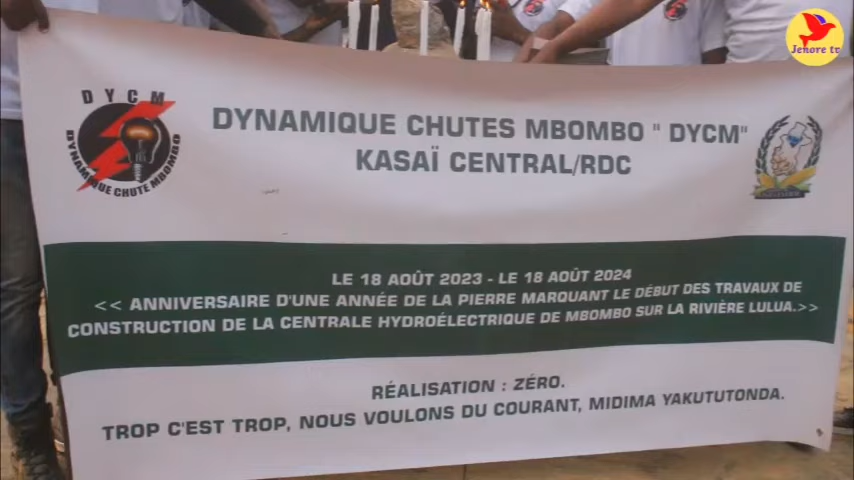 Jenore tv
DYCM
DYNAMIQUE CHUTE MBOMBO
DYNAMIQUE CHUTES MBOMBO " DYCM"
KASAÏ CENTRAL/RDC
LE 18 AOÛT 2023 - LE 18 AOÛT 2024
<< ANNIVERSAIRE D'UNE ANNÉE DE LA PIERRE MARQUANT LE DÉBUT DES TRAVAUX DE
CONSTRUCTION DE LA CENTRALE HYDROÉLECTRIQUE DE MBOMBO SUR LA RIVIÈRE LULUA.>>
RÉALISATION : ZÉRO.
TROP C'EST TROP, NOUS VOULONS DU COURANT, MIDIMA YAKUTUTONDA.